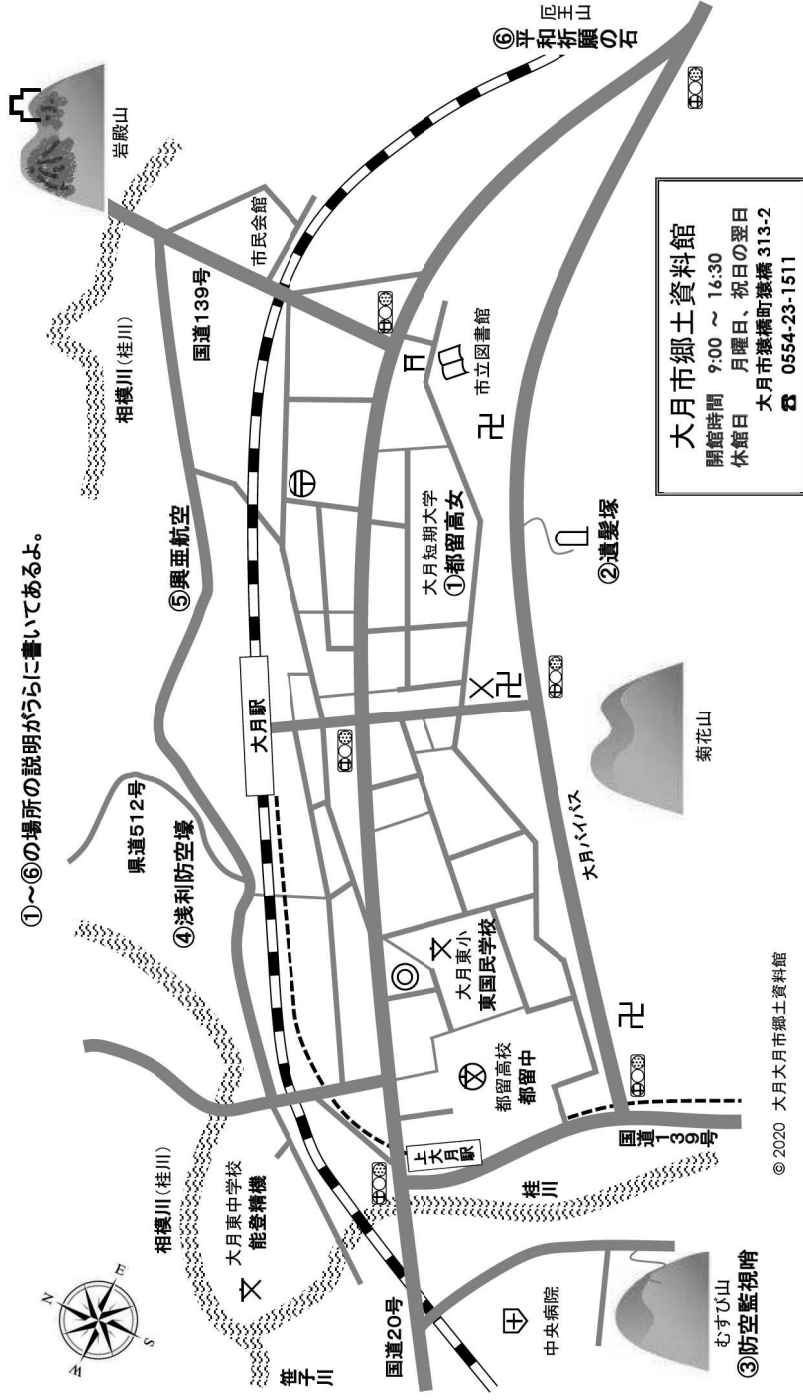 ①～⑥の場所の説明がうらに書いてあるよ。
N
E
S
W
岩殿山
相模川(桂川)
国道139号
市民会館
厄王山
⑥平和祈願の石
⑤興亜航空
県道512号
④浅利防空壕
大月駅
相模川(桂川)
大月東中学校
能登精機
笹子川
国道20号
上大月駅
桂川
都留高校
都留中
大月東小
東国民学校
大月短期大学
①都留高女
市立図書館
②遺髪塚
大月バイパス
菊花山
国道139号
中央病院
むすび山
③防空監視哨
大月市郷土資料館
開館時間　9:00 ～ 16:30
休館日　月曜日、祝日の翌日
大月市猿橋町猿橋 313-2
☎ 0554-23-1511
© 2020 大月大月市郷土資料館